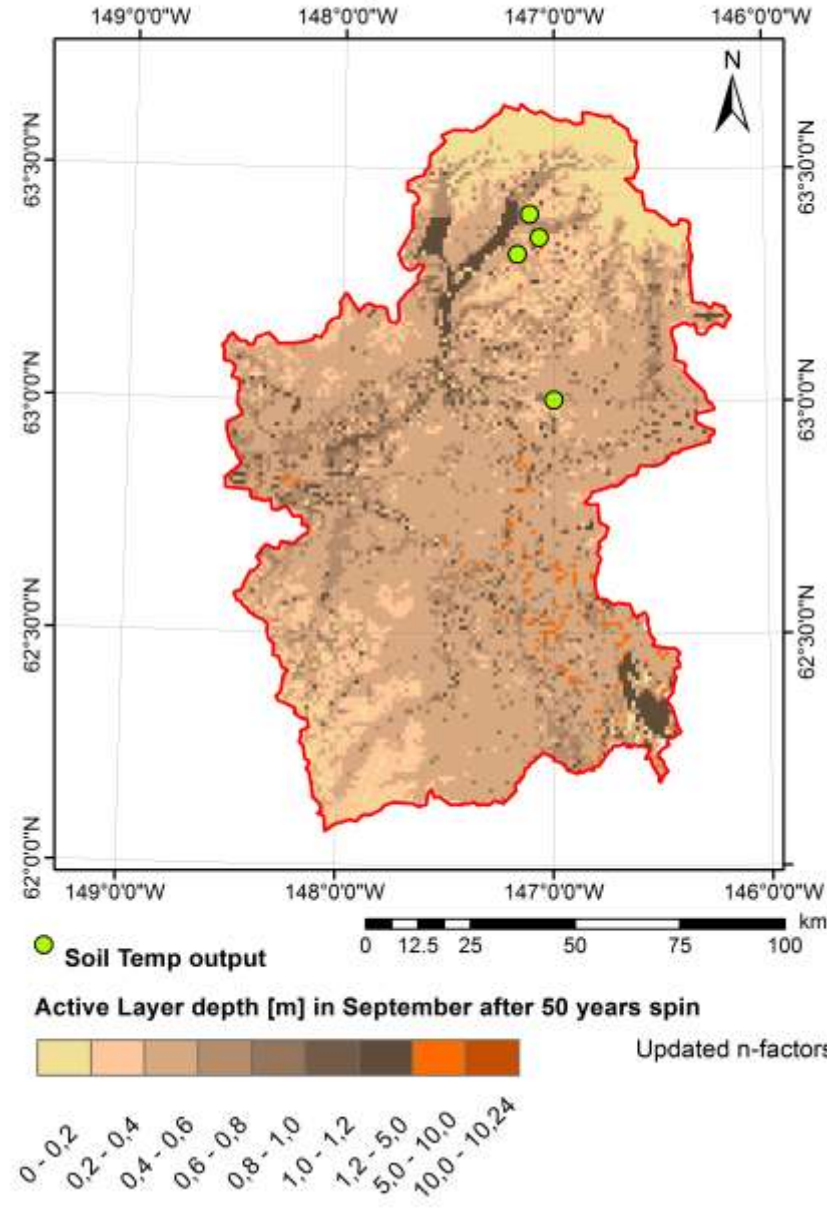 149°0'0"W 148°0'0"W 147°0'0"W 146°0'0"W
N
63°30'0"N 63°30'0"N
63°0'0"N 63°0'0"N
62°30'0"N 62°30'0"N
62°0'0"N
149°0'0"W 148°0'0"W 147°0'0"W 146°0'0"W
km
0 12.5 25 50 75 100
Soil Temp output
Active Layer depth [m] in September after 50 years spin
Updated n-factors
0 - 0,2
0,2 - 0,4
0,4 - 0,6
0,6 - 0,8
0,8 - 1,0
1,0 - 1,2
1,2 - 5,0
5,0 - 10,0
10,0 - 10,24